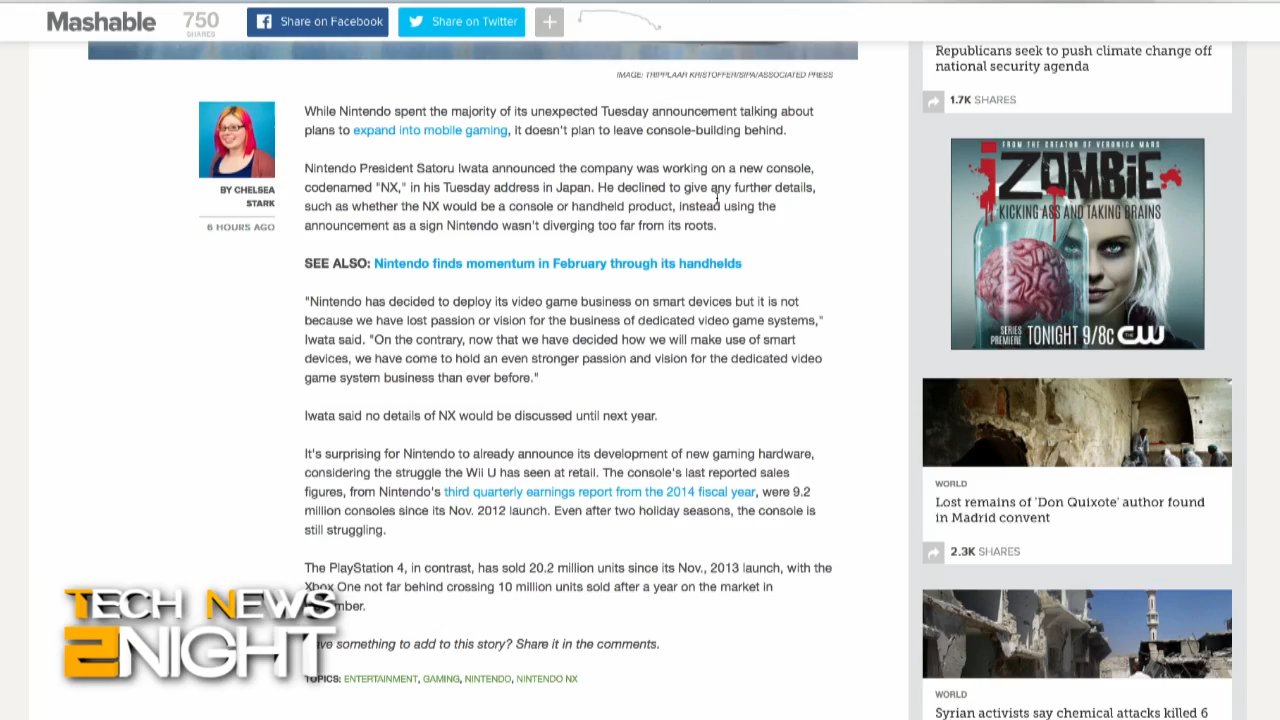 Mashable
750
SHARES
Share on Facebook
Share on Twitter
+
IMAGE: TRIPPLAAR KRISTOFFER/SIPA/ASSOCIATED PRESS
BY CHELSEA
STARK
6 HOURS AGO
While Nintendo spent the majority of its unexpected Tuesday announcement talking about
plans to expand into mobile gaming, it doesn't plan to leave console-building behind.
Nintendo President Satoru Iwata announced the company was working on a new console,
codenamed "NX," in his Tuesday address in Japan. He declined to give any further details,
such as whether the NX would be a console or handheld product, instead using the
announcement as a sign Nintendo wasn't diverging too far from its roots.
SEE ALSO: Nintendo finds momentum in February through its handhelds
"Nintendo has decided to deploy its video game business on smart devices but it is not
because we have lost passion or vision for the business of dedicated video game systems,"
Iwata said. "On the contrary, now that we have decided how we will make use of smart
devices, we have come to hold an even stronger passion and vision for the dedicated video
game system business than ever before."
Iwata said no details of NX would be discussed until next year.
It's surprising for Nintendo to already announce its development of new gaming hardware,
considering the struggle the Wii U has seen at retail. The console's last reported sales
figures, from Nintendo's third quarterly earnings report from the 2014 fiscal year, were 9.2
million consoles since its Nov. 2012 launch. Even after two holiday seasons, the console is
still struggling.
The PlayStation 4, in contrast, has sold 20.2 million units since its Nov., 2013 launch, with the
Xbox One not far behind crossing 10 million units sold after a year on the market in
mber.
ve something to add to this story? Share it in the comments.
TOPICS: ENTERTAINMENT, GAMING, NINTENDO, NINTENDO NX
TECH NEWS
2NIGHT
Republicans seek to push climate change off
national security agenda
1.7K SHARES
FROM THE CREATOR OF VERONICA MARS
iZOMBiE
KICKING ASS AND TAKING BRAINS
SERIES
PREMIERE TONIGHT 9/8c CW
WORLD
Lost remains of 'Don Quixote' author found
in Madrid convent
2.3K SHARES
WORLD
Syrian activists say chemical attacks killed 6